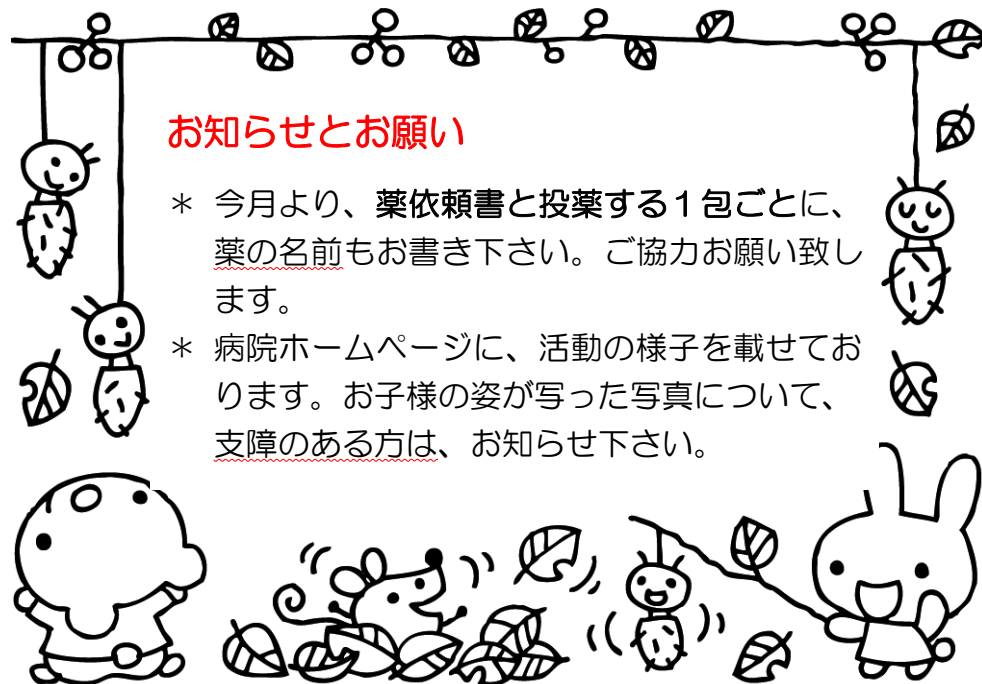 お知らせとお願い
＊ 今月より、薬依頼書と投薬する１包ごとに、
薬の名前もお書き下さい。ご協力お願い致し
ます。
＊ 病院ホームページに、活動の様子を載せてお
ります。お子様の姿が写った写真について、
支障のある方は、お知らせ下さい。